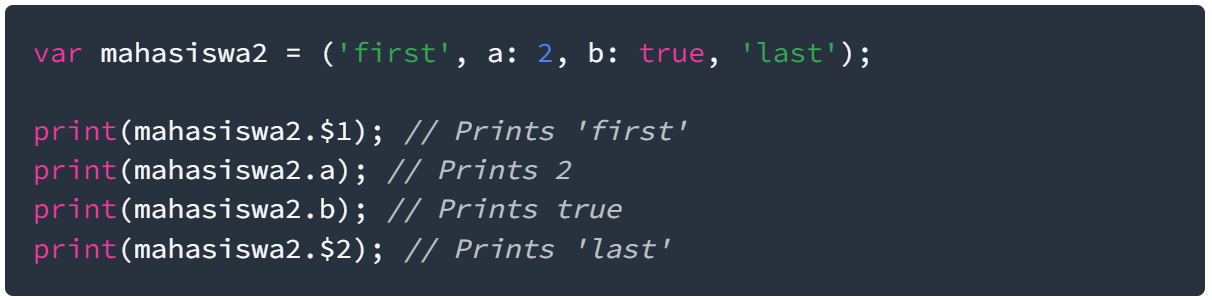 var mahasiswa2 = ('first', a: 2, b: true, 'last');
print(mahasiswa2.$1); // Prints 'first'
print(mahasiswa2.a); // Prints 2
print(mahasiswa2.b); // Prints true
print(mahasiswa2.$2); // Prints 'last'